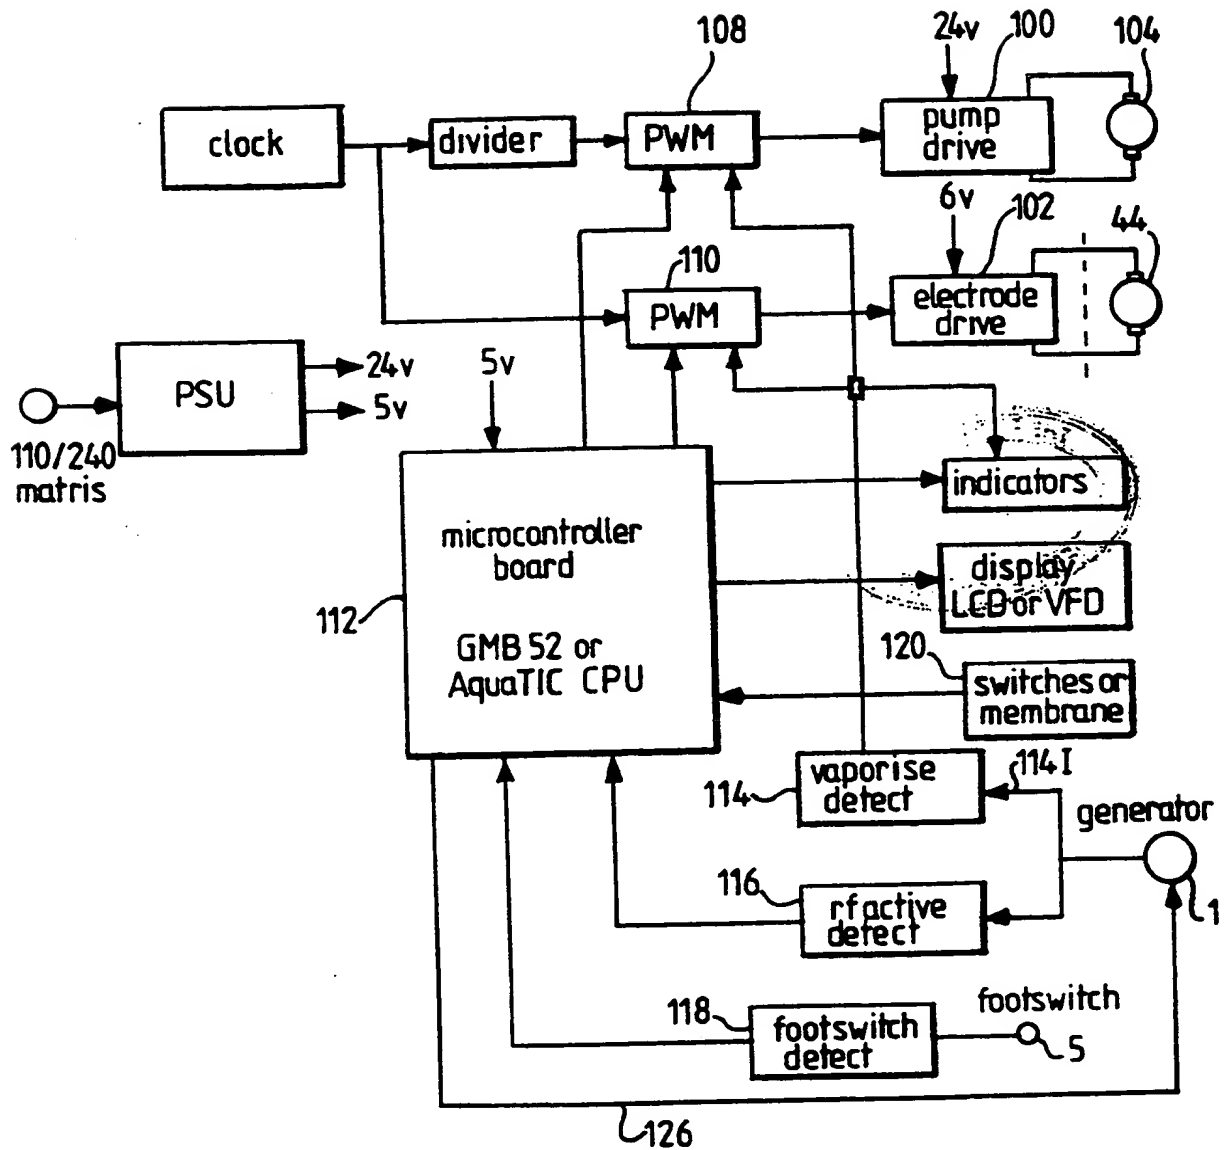 108
24v
100
104
clock
divider
PWM
pump
drive
6v
102
44
110
PWM
electrode
drive
PSU
24v
5v
5v
110/240
matris
indicators
microcontroller
board
display
LCD or VFD
112
GMB 52 or
AquaTIC CPU
120
switches or
membrane
114
vaporise
detect
114I
generator
116
rf active
detect
1
118
footswitch
detect
footswitch
5
126